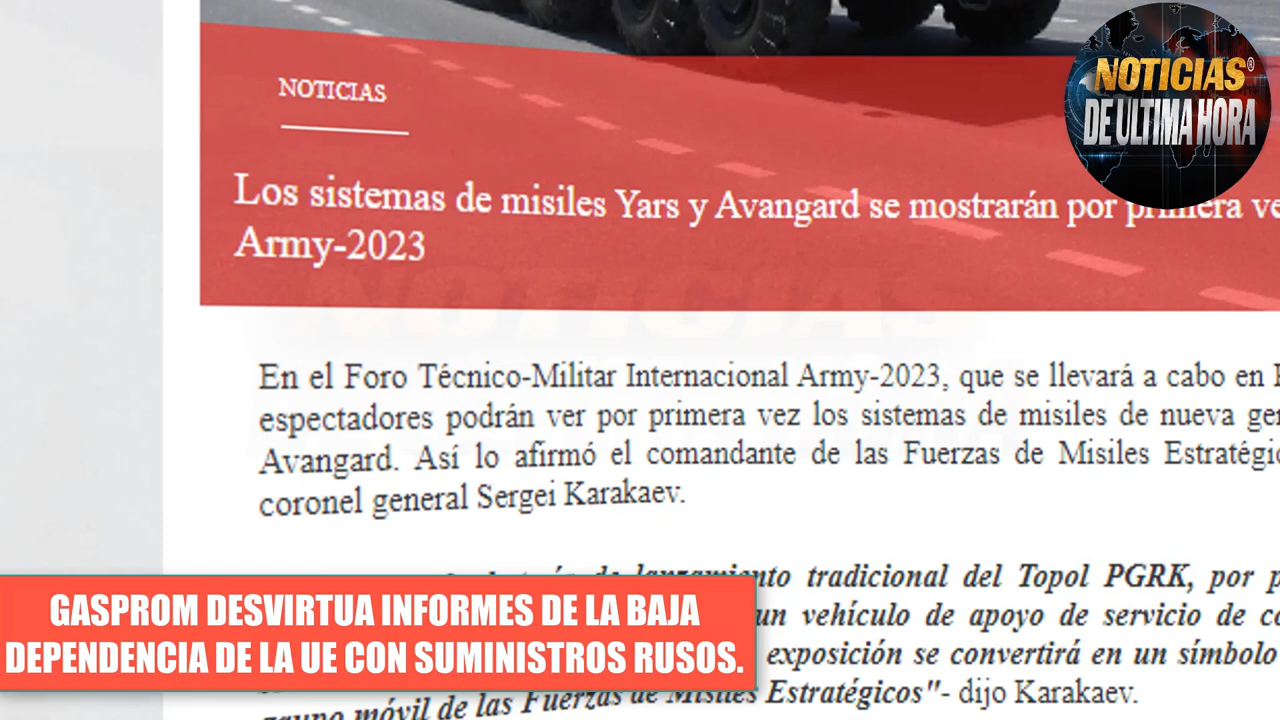 NOTICIAS
NOTICIAS®
DE ULTIMA HORA
Los sistemas de misiles Yars y Avangard se mostrarán por primera ve
Army-2023
En el Foro Técnico-Militar Internacional Army-2023, que se llevará a cabo en
espectadores podrán ver por primera vez los sistemas de misiles de nueva
Avangard. Así lo afirmó el comandante de las Fuerzas de Misiles
coronel general Sergei Karakaev.
lanzamiento tradicional del Topol PGRK, por
un vehículo de apoyo de servicio de
exposición se convertirá en un símbolo
grupo móvil de las Fuerzas de Misiles Estratégicos"- dijo Karakaev.
GASPROM DESVIRTUA INFORMES DE LA BAJA
DEPENDENCIA DE LA UE CON SUMINISTROS RUSOS.